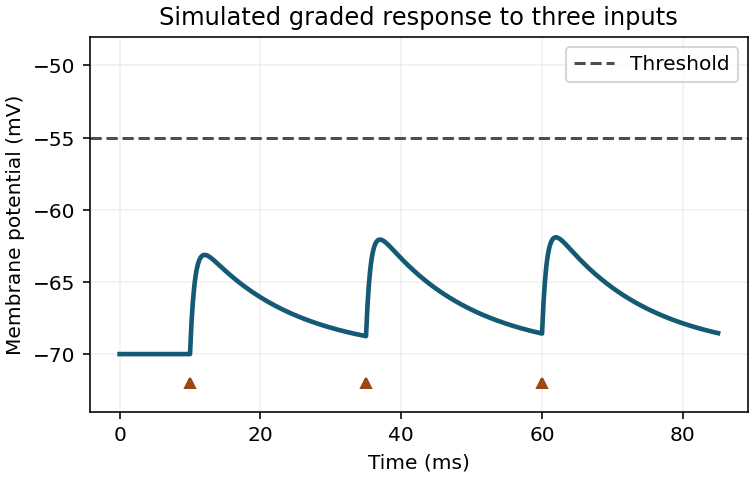 Simulated graded response to three inputs
Threshold
Membrane potential (mV)
−50
−55
−60
−65
−70
0 20 40 60 80
Time (ms)